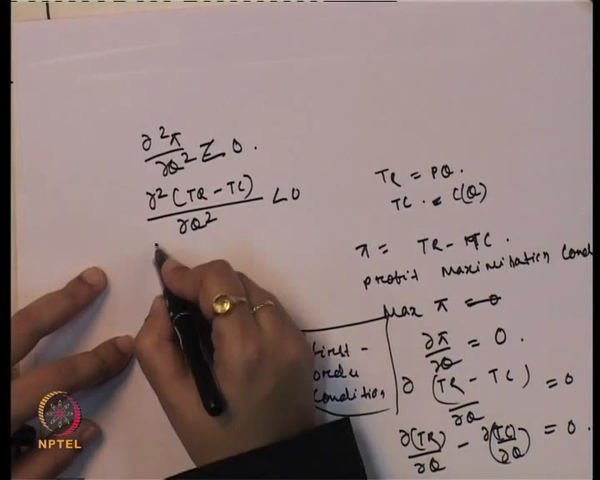 ∂²π/∂Q² < 0.
∂²(TR - TC)/∂Q² < 0
TR = PQ.
TC = C(Q)
π = TR - TC.
Profit Maximization Cond
Max π = 0
∂π/∂Q = 0.
First-
order
Condition
∂(TR - TC)/∂Q = 0
∂(TR)/∂Q - ∂(TC)/∂Q = 0.
NPTEL